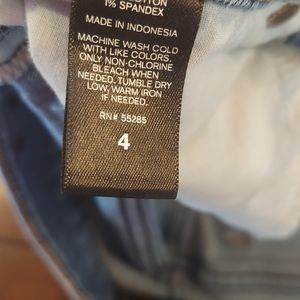 COTTON
1% SPANDEX
MADE IN INDONESIA
MACHINE WASH COLD
WITH LIKE COLORS.
ONLY NON-CHLORINE
BLEACH WHEN
NEEDED. TUMBLE DRY
LOW, WARM IRON
IF NEEDED.
RN# 55285
4